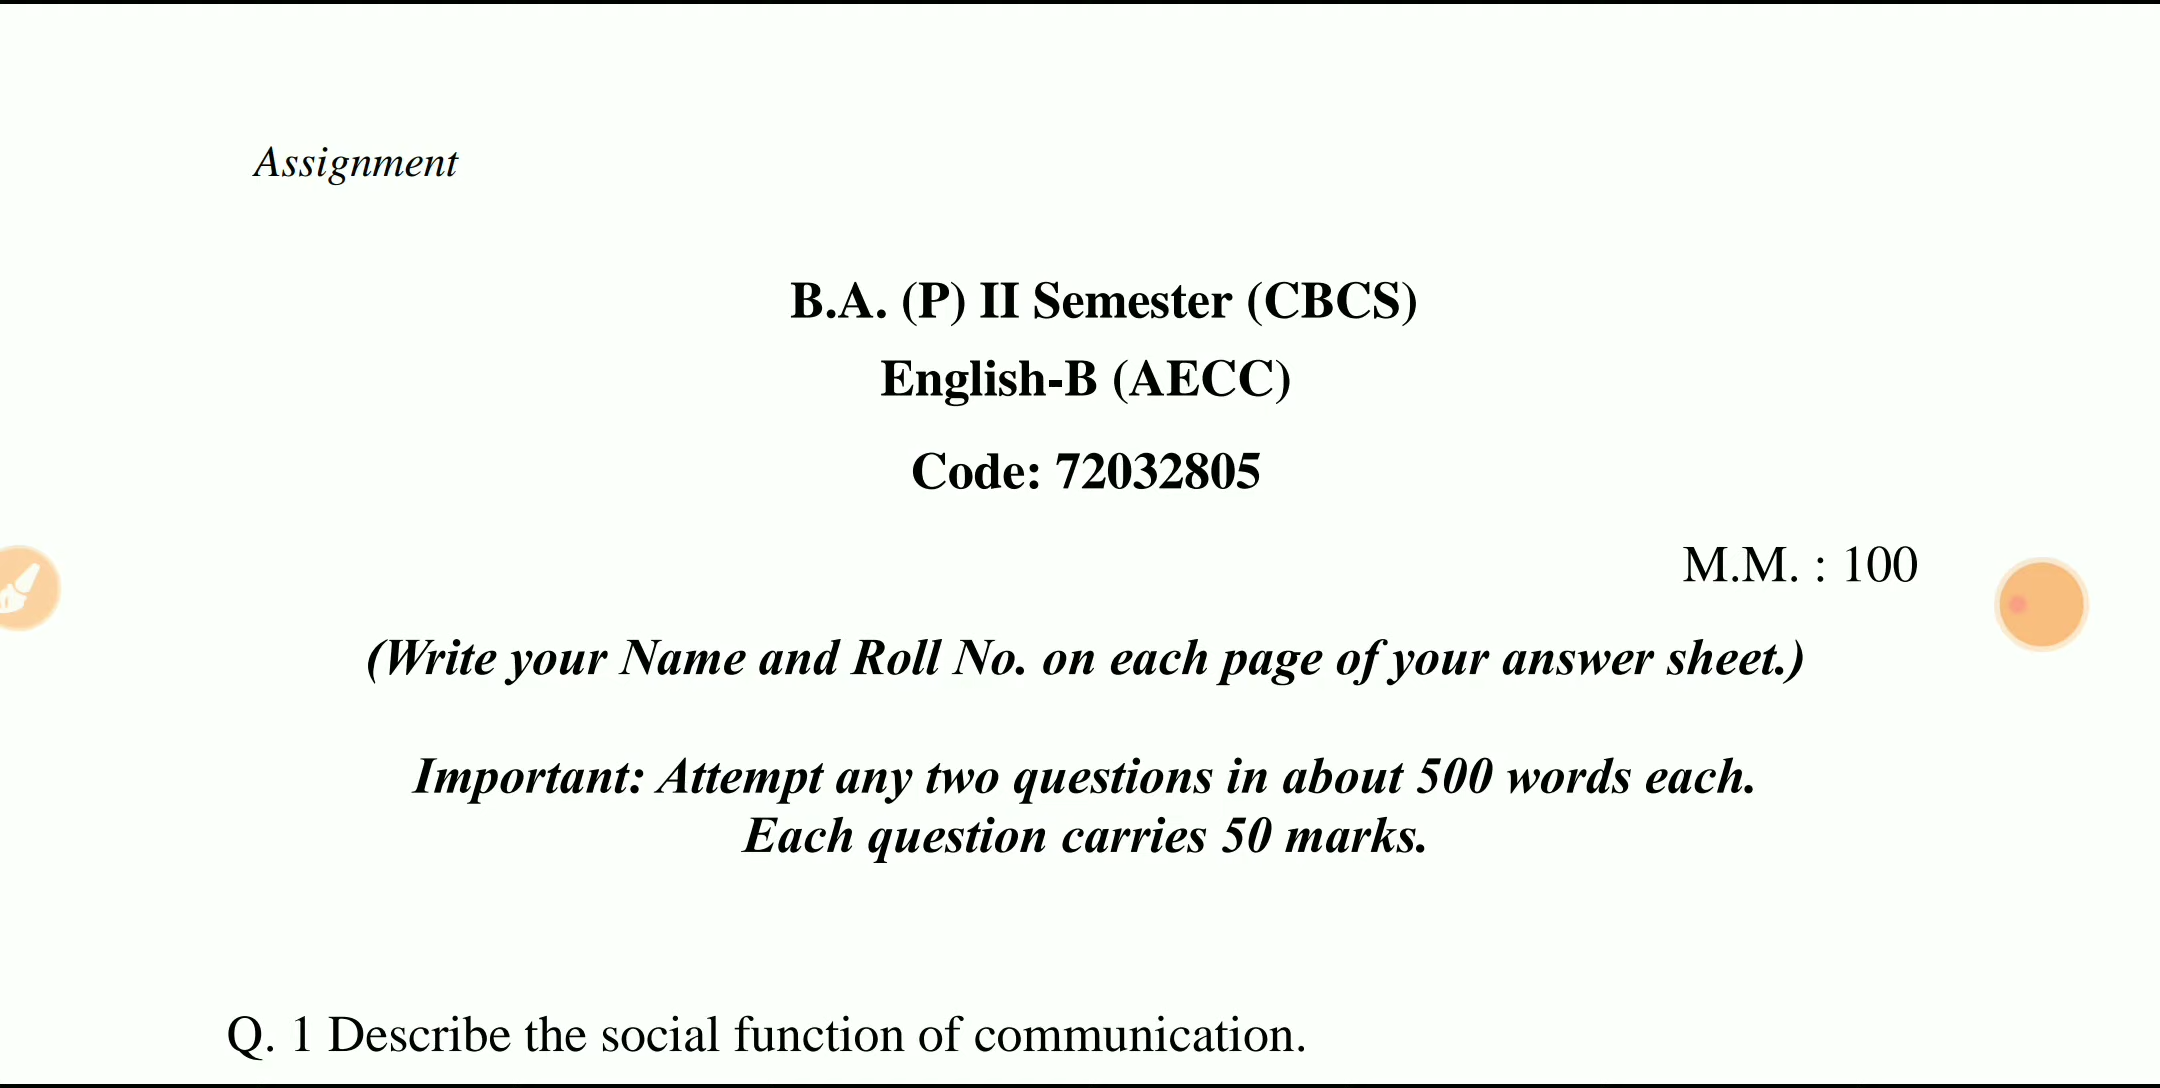 Assignment
B.A. (P) II Semester (CBCS)
English-B (AECC)
Code: 72032805
M.M. : 100
(Write your Name and Roll No. on each page of your answer sheet.)
Important: Attempt any two questions in about 500 words each.
Each question carries 50 marks.
Q. 1 Describe the social function of communication.